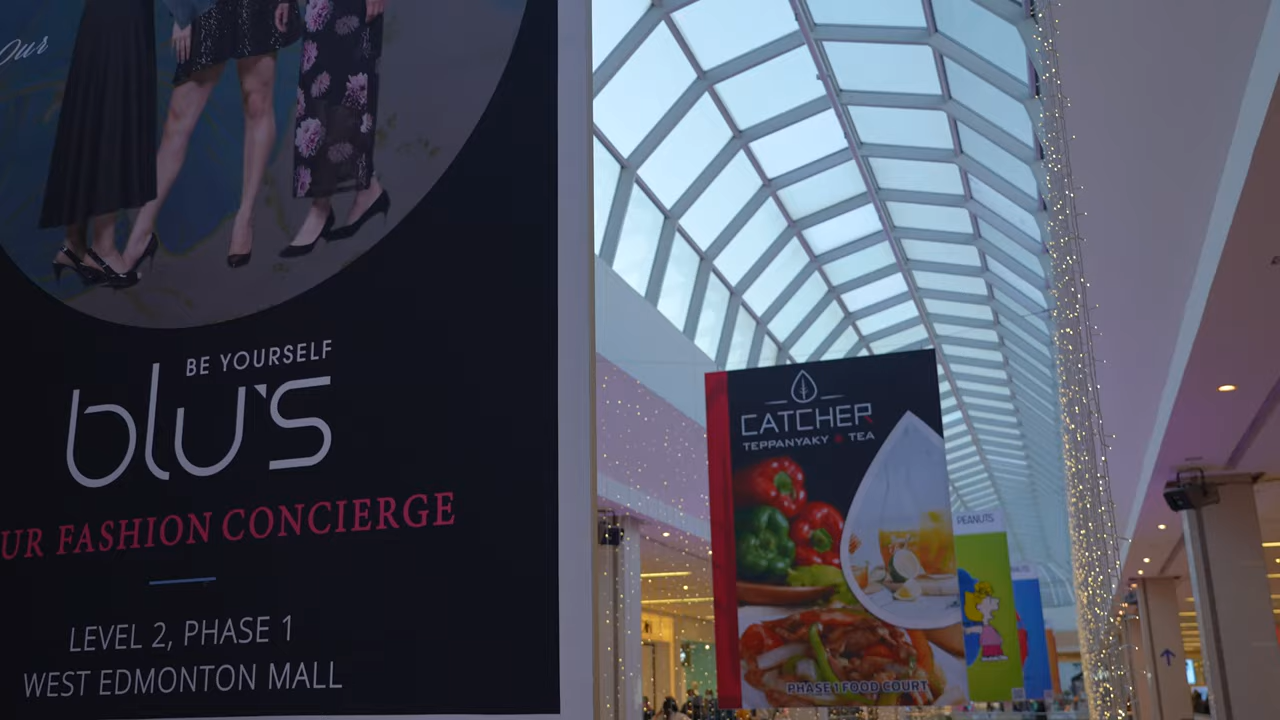 our
BE YOURSELF
blu's
UR FASHION CONCIERGE
LEVEL 2, PHASE 1
WEST EDMONTON MALL
CATCHER
TEPPANYAKY TEA
PHASE 1 FOOD COURT
PEANUTS